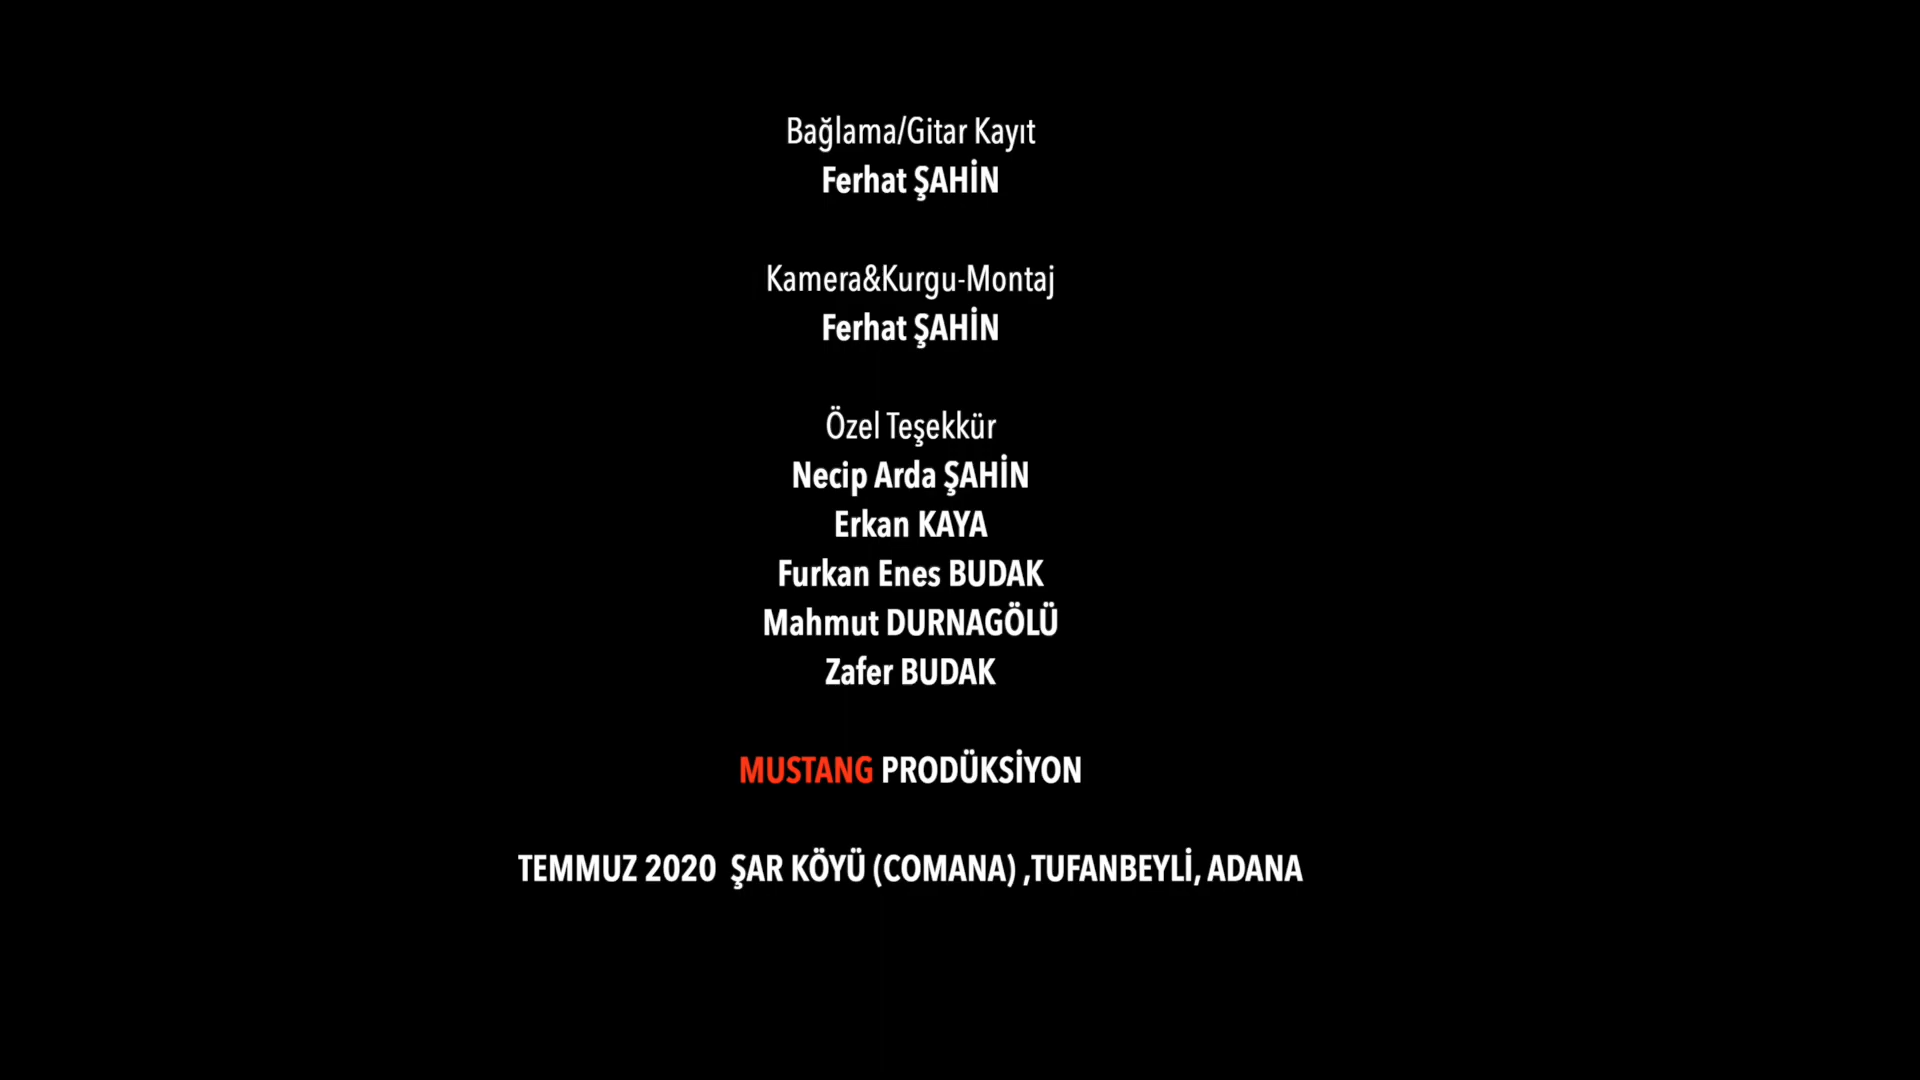 Bağlama/Gitar Kayıt
Ferhat ŞAHİN
Kamera&Kurgu-Montaj
Ferhat ŞAHİN
Özel Teşekkür
Necip Arda ŞAHİN
Erkan KAYA
Furkan Enes BUDAK
Mahmut DURNAGÖLÜ
Zafer BUDAK
MUSTANG PRODÜKSİYON
TEMMUZ 2020  ŞAR KÖYÜ (COMANA) ,TUFANBEYLİ, ADANA